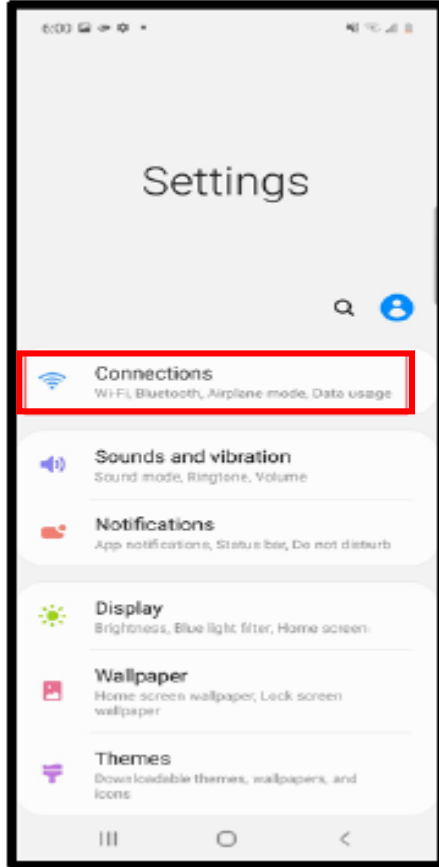 6:00
Settings
Connections
Wi-Fi, Bluetooth, Airplane mode, Data usage
Sounds and vibration
Sound mode, Ringtone, Volume
Notifications
App notifications, Status bar, Do not disturb
Display
Brightness, Blue light filter, Home screen
Wallpaper
Home screen wallpaper, Lock screen
wallpaper
Themes
Downloadable themes, wallpapers, and
icons